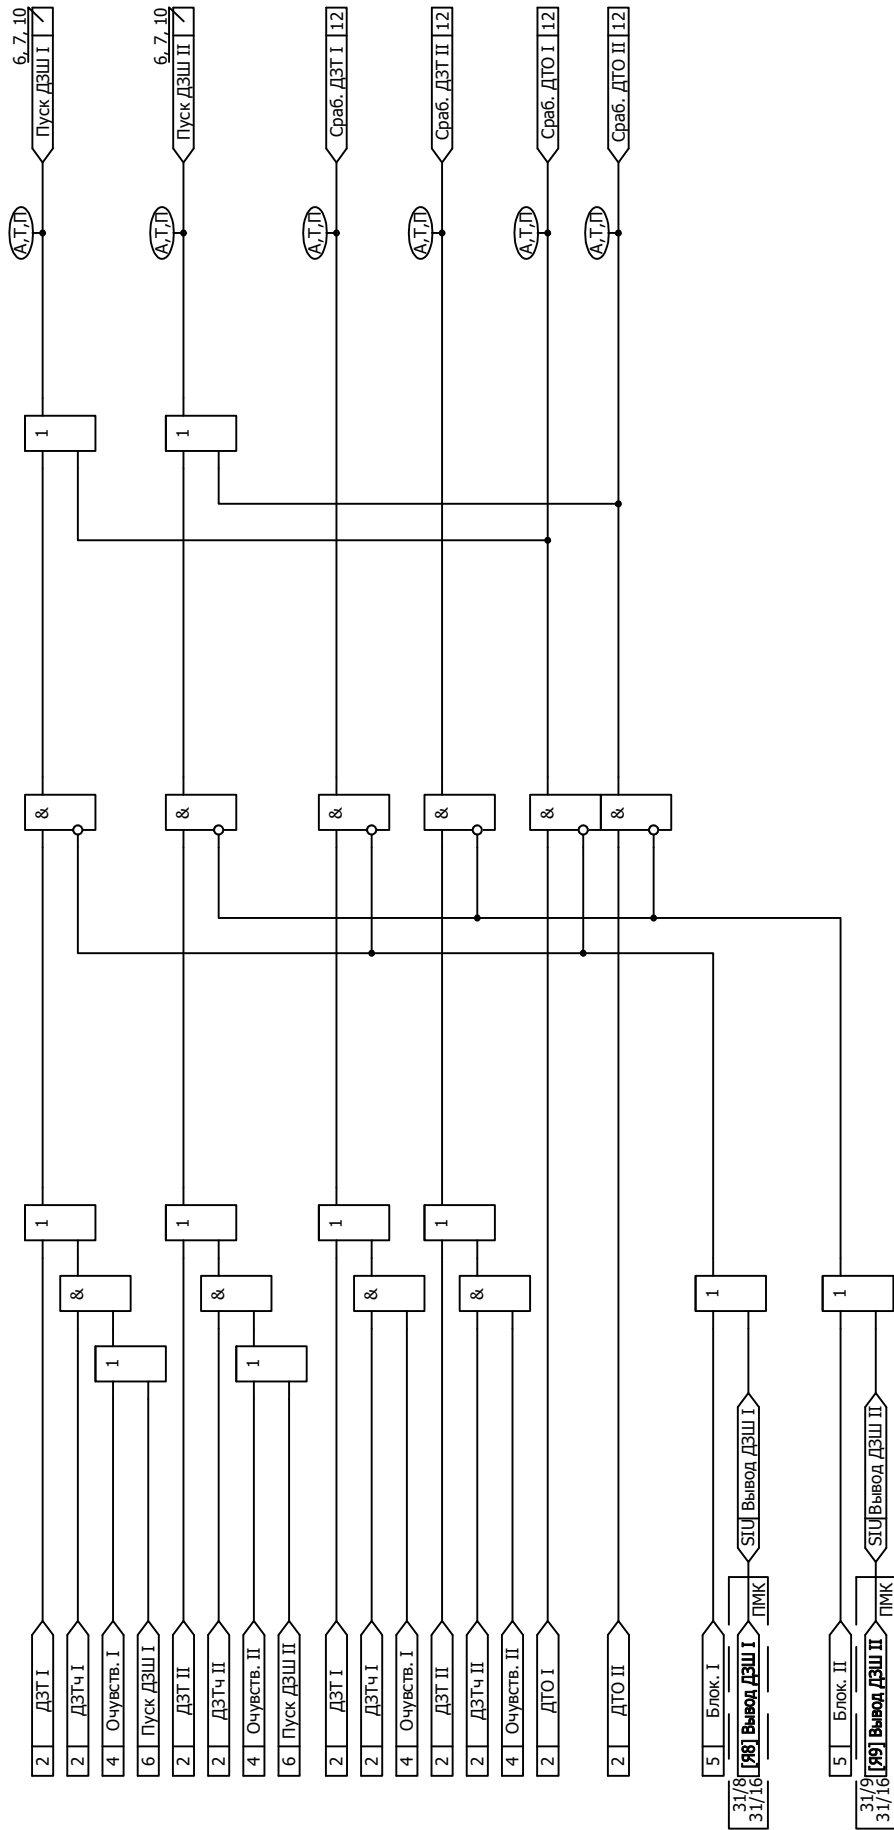 2 ДЗТ I
2 ДЗТч I
4 Очувств. I
6 Пуск ДЗШ I
2 ДЗТ II
2 ДЗТч II
4 Очувств. II
6 Пуск ДЗШ II
2 ДЗТ I
2 ДЗТч I
4 Очувств. I
2 ДЗТ II
2 ДЗТч II
4 Очувств. II
2 ДТО I
2 ДТО II
5 Блок. I
31/8
31/16
[Я8] Вывод ДЗШ I
ПМК
SIU Вывод ДЗШ I
5 Блок. II
31/9
31/16
[Я9] Вывод ДЗШ II
ПМК
SIU Вывод ДЗШ II
1
&
1
1
&
1
1
&
1
&
1
1
&
&
&
&
&
&
1
1
А,Т,П
А,Т,П
А,Т,П
А,Т,П
А,Т,П
А,Т,П
6, 7, 10
Пуск ДЗШ I
6, 7, 10
Пуск ДЗШ II
Сраб. ДЗТ I 12
Сраб. ДЗТ II 12
Сраб. ДТО I 12
Сраб. ДТО II 12